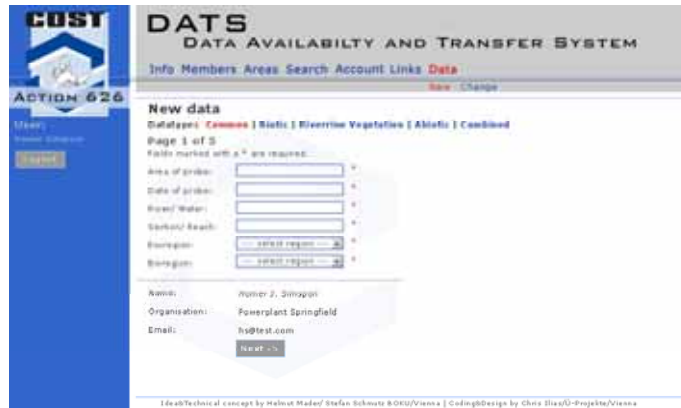 COST
ACTION 626
DATS
DATA AVAILABILTY AND TRANSFER SYSTEM
Info Members Areas Search Account Links Data
New Change
User:
Logout
New data
Datatype: Common | Biotic | Riverrine Vegetation | Abiotic | Combined
Page 1 of 5
Fields marked with a * are required.
Area of probe: *
Date of probe: *
River/ Water: *
Section/ Reach: *
Ecoregion: --- select region --- *
Bioregion: --- select region --- *
Name: Homer J. Simpson
Organisation: Powerplant Springfield
Email: hs@test.com
Next ->
Idea&Technical concept by Helmut Mader/ Stefan Schmutz BOKU/Vienna | Coding&Design by Chris Ilias/Ü-Projekte/Vienna